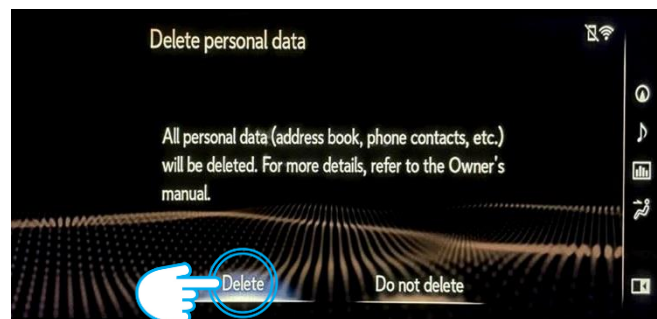 Delete personal data
All personal data (address book, phone contacts, etc.)
will be deleted. For more details, refer to the Owner's
manual.
Delete
Do not delete